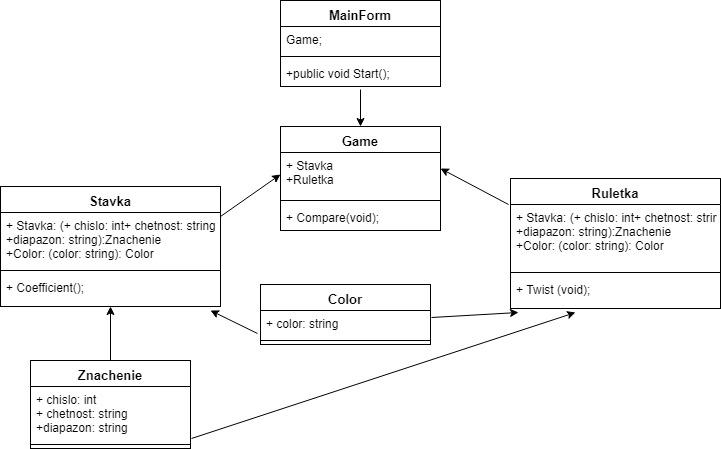 MainForm
Game;
+public void Start();
Game
+ Stavka
+Ruletka
+ Compare(void);
Stavka
+ Stavka: (+ chislo: int+ chetnost: string
+diapazon: string):Znachenie
+Color: (color: string): Color
+ Coefficient();
Ruletka
+ Stavka: (+ chislo: int+ chetnost: strir
+diapazon: string):Znachenie
+Color: (color: string): Color
+ Twist (void);
Color
+ color: string
Znachenie
+ chislo: int
+ chetnost: string
+diapazon: string